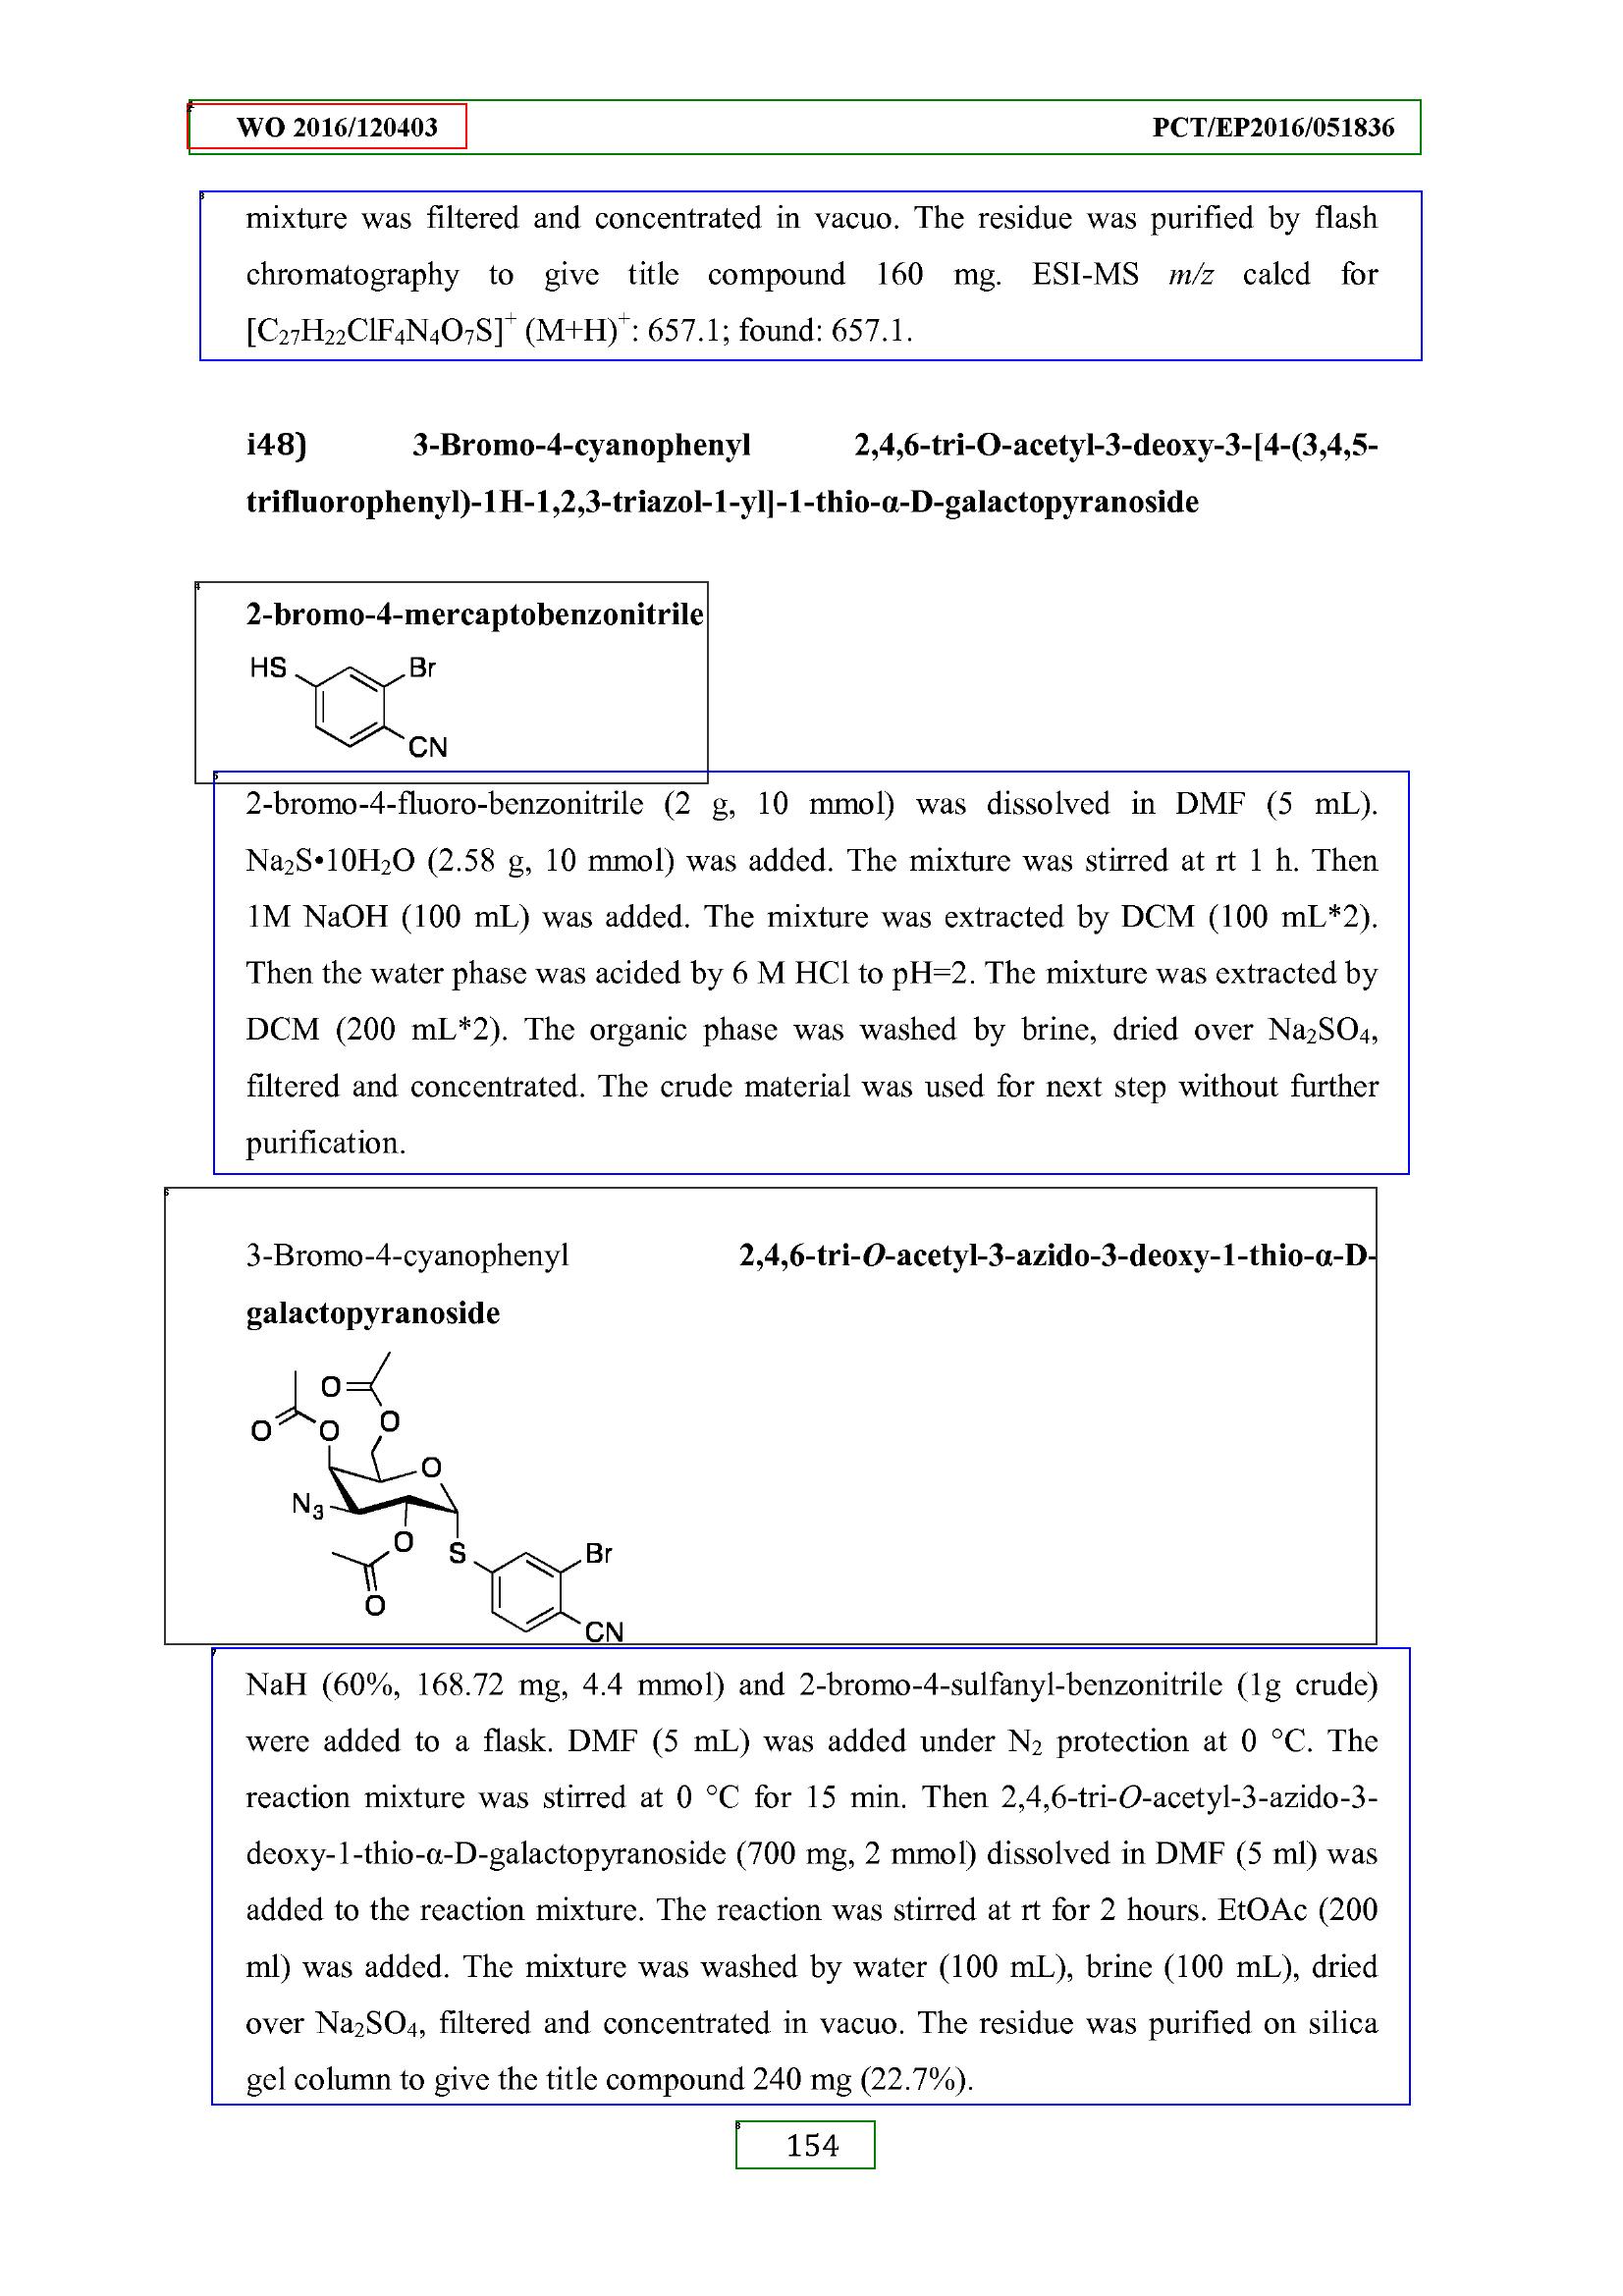 WO 2016/120403 PCT/EP2016/051836
mixture was filtered and concentrated in vacuo. The residue was purified by flash
chromatography to give title compound 160 mg. ESI-MS m/z calcd for
[C₂₇H₂₂ClF₄N₄O₇S]⁺ (M+H)⁺: 657.1; found: 657.1.
i48) 3-Bromo-4-cyanophenyl 2,4,6-tri-O-acetyl-3-deoxy-3-[4-(3,4,5-
trifluorophenyl)-1H-1,2,3-triazol-1-yl]-1-thio-α-D-galactopyranoside
2-bromo-4-mercaptobenzonitrile
HS Br
CN
2-bromo-4-fluoro-benzonitrile (2 g, 10 mmol) was dissolved in DMF (5 mL).
Na₂S•10H₂O (2.58 g, 10 mmol) was added. The mixture was stirred at rt 1 h. Then
1M NaOH (100 mL) was added. The mixture was extracted by DCM (100 mL*2).
Then the water phase was acided by 6 M HCl to pH=2. The mixture was extracted by
DCM (200 mL*2). The organic phase was washed by brine, dried over Na₂SO₄,
filtered and concentrated. The crude material was used for next step without further
purification.
3-Bromo-4-cyanophenyl 2,4,6-tri-O-acetyl-3-azido-3-deoxy-1-thio-α-D-
galactopyranoside
O
O
O O
O
N₃
O S Br
O
CN
NaH (60%, 168.72 mg, 4.4 mmol) and 2-bromo-4-sulfanyl-benzonitrile (1g crude)
were added to a flask. DMF (5 mL) was added under N₂ protection at 0 °C. The
reaction mixture was stirred at 0 °C for 15 min. Then 2,4,6-tri-O-acetyl-3-azido-3-
deoxy-1-thio-α-D-galactopyranoside (700 mg, 2 mmol) dissolved in DMF (5 ml) was
added to the reaction mixture. The reaction was stirred at rt for 2 hours. EtOAc (200
ml) was added. The mixture was washed by water (100 mL), brine (100 mL), dried
over Na₂SO₄, filtered and concentrated in vacuo. The residue was purified on silica
gel column to give the title compound 240 mg (22.7%).
154